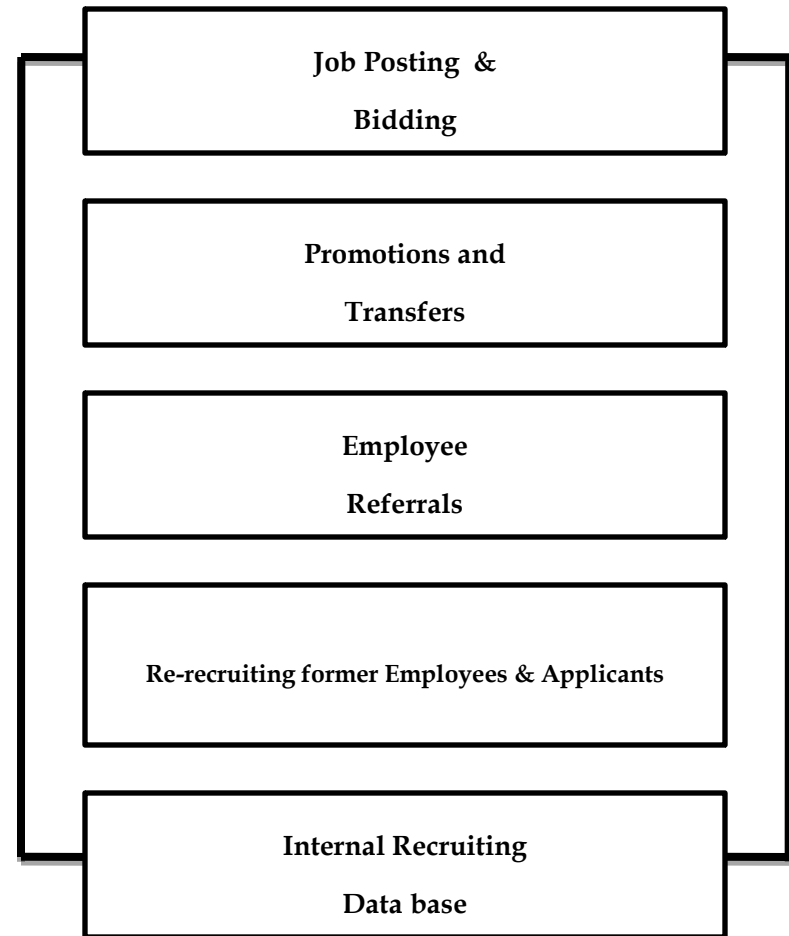 Job Posting &
Bidding
Promotions and
Transfers
Employee
Referrals
Re-recruiting former Employees & Applicants
Internal Recruiting
Data base